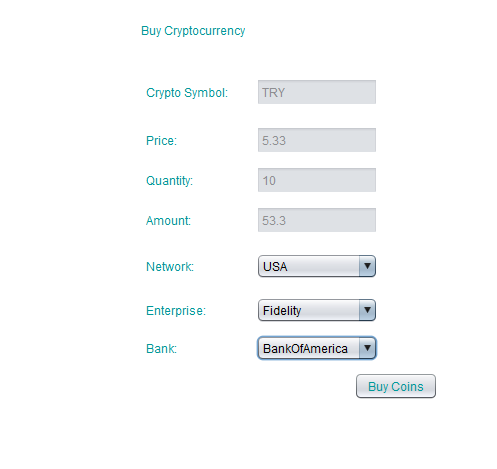 Buy Cryptocurrency
Crypto Symbol: TRY
Price: 5.33
Quantity: 10
Amount: 53.3
Network: USA
Enterprise: Fidelity
Bank: BankOfAmerica
Buy Coins